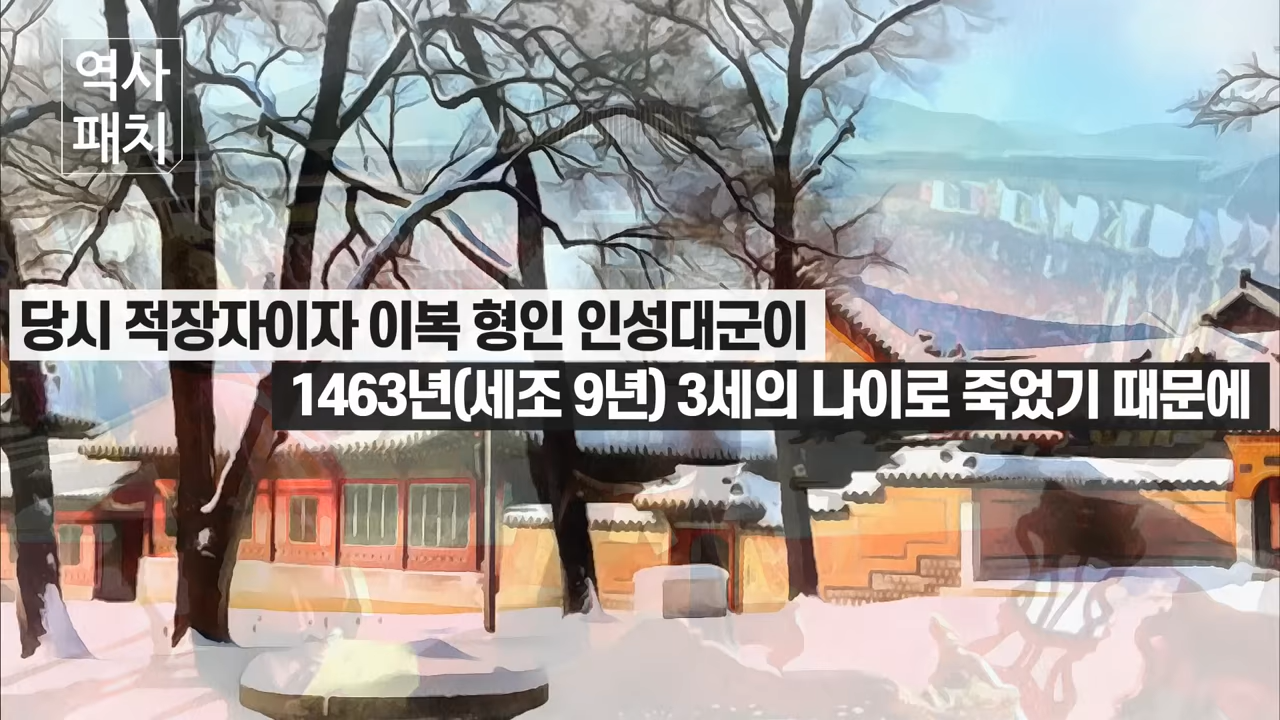 역사
패치
당시 적장자이자 이복 형인 인성대군이
1463년(세조 9년) 3세의 나이로 죽었기 때문에